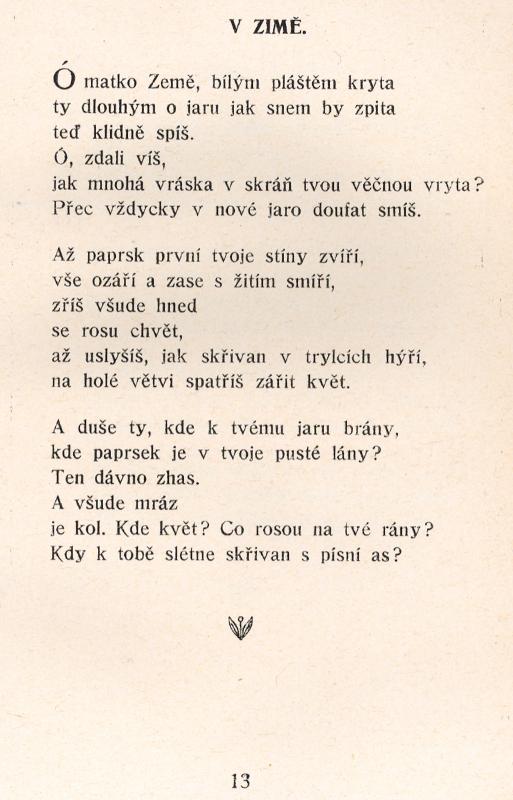 V ZIMĚ.
Ó matko Země, bílým pláštěm kryta
ty dlouhým o jaru jak snem by zpita
teď klidně spíš.
Ó, zdali víš,
jak mnohá vráska v skráň tvou věčnou vryta?
Přec vždycky v nové jaro doufat smíš.
Až paprsk první tvoje stíny zvíří,
vše ozáří a zase s žitím smíří,
zříš všude hned
se rosu chvět,
až uslyšíš, jak skřivan v trylcích hýří,
na holé větvi spatříš zářit květ.
A duše ty, kde k tvému jaru brány,
kde paprsek je v tvoje pusté lány?
Ten dávno zhas.
A všude mráz
je kol. Kde květ? Co rosou na tvé rány?
Kdy k tobě slétne skřivan s písní as?
13